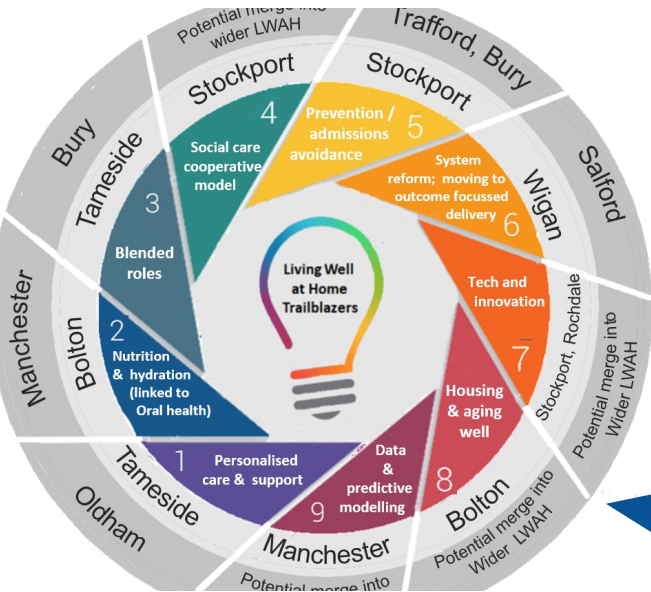 Living Well
at Home
Trailblazers
1
Personalised
care & support
2
Nutrition
& hydration
(linked to
Oral health)
3
Blended
roles
4
Social care
cooperative
model
5
Prevention /
admissions
avoidance
System
reform; moving to
outcome focussed
delivery
6
Tech and
innovation
7
Housing
& aging
well
8
Data
&
predictive
modelling
9
Tameside
Bolton
Tameside
Stockport
Stockport
Wigan
Stockport, Rochdale
Bolton
Manchester
Oldham
Manchester
Bury
Potential merge into
wider LWAH
Trafford, Bury
Salford
Potential merge into
Wider LWAH
Potential merge into
Wider LWAH
Potential merge into